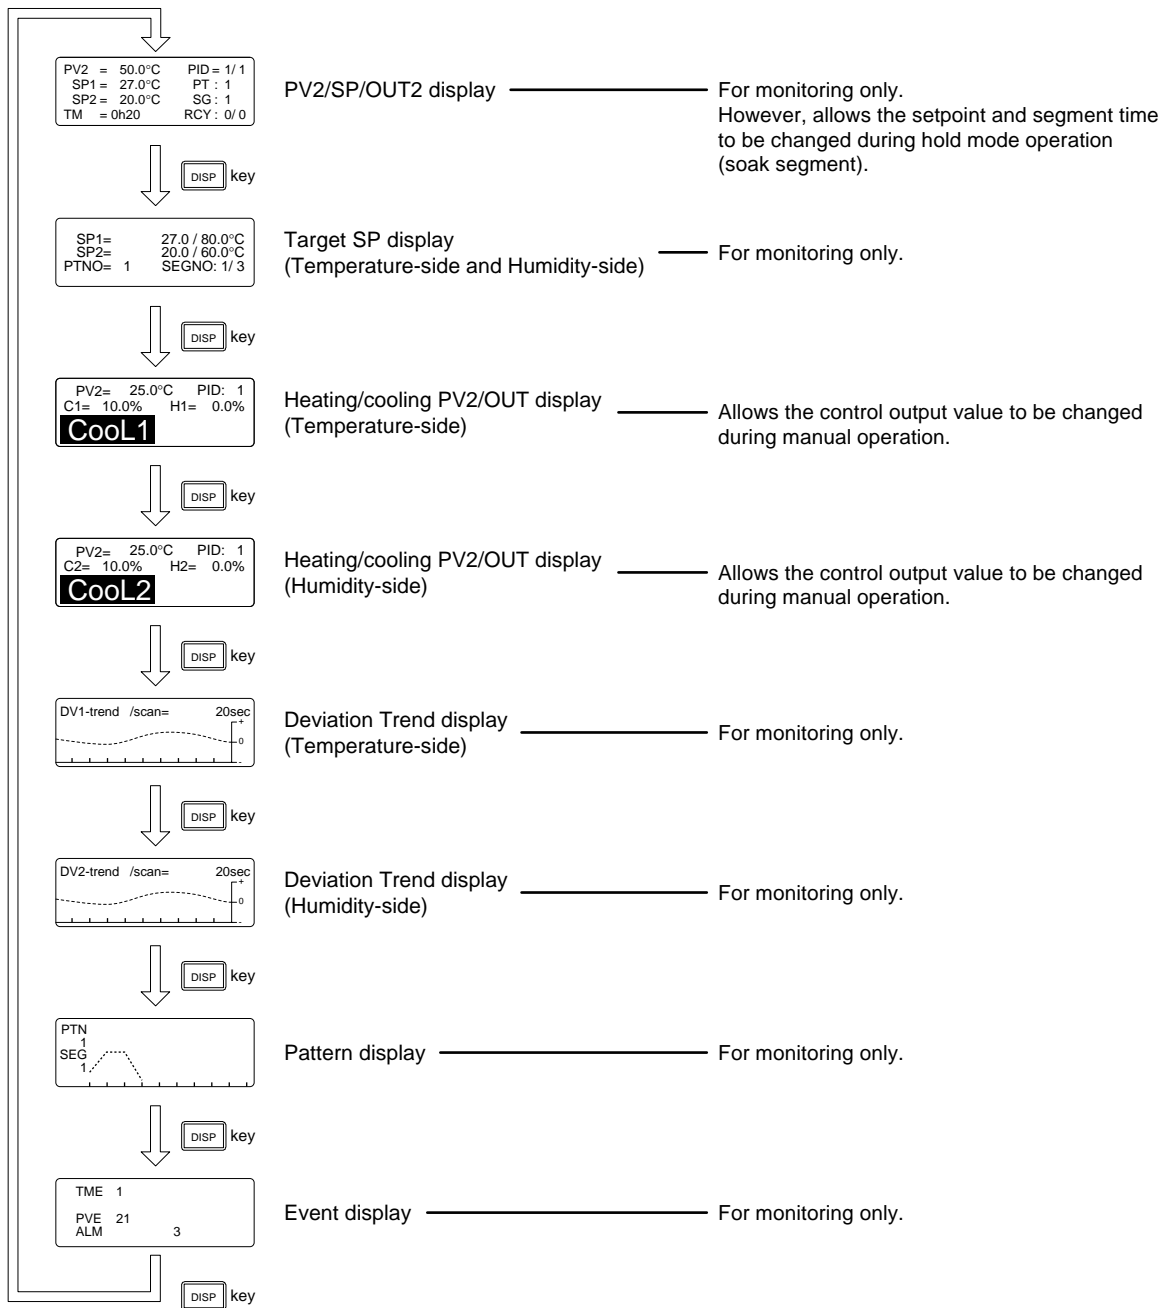 PV2 = 50.0°C PID = 1/ 1
SP1 = 27.0°C PT : 1
SP2 = 20.0°C SG : 1
TM = 0h20 RCY : 0/ 0
PV2/SP/OUT2 display
For monitoring only.
However, allows the setpoint and segment time
to be changed during hold mode operation
(soak segment).
DISP key
SP1= 27.0 / 80.0°C
SP2= 20.0 / 60.0°C
PTNO= 1 SEGNO: 1/ 3
Target SP display
(Temperature-side and Humidity-side)
For monitoring only.
DISP key
PV2= 25.0°C PID: 1
C1= 10.0% H1= 0.0%
CooL1
Heating/cooling PV2/OUT display
(Temperature-side)
Allows the control output value to be changed
during manual operation.
DISP key
PV2= 25.0°C PID: 1
C2= 10.0% H2= 0.0%
CooL2
Heating/cooling PV2/OUT display
(Humidity-side)
Allows the control output value to be changed
during manual operation.
DISP key
DV1-trend /scan= 20sec
+
0
-
Deviation Trend display
(Temperature-side)
For monitoring only.
DISP key
DV2-trend /scan= 20sec
+
0
-
Deviation Trend display
(Humidity-side)
For monitoring only.
DISP key
PTN
1
SEG
1
Pattern display
For monitoring only.
DISP key
TME 1
PVE 21
ALM 3
Event display
For monitoring only.
DISP key